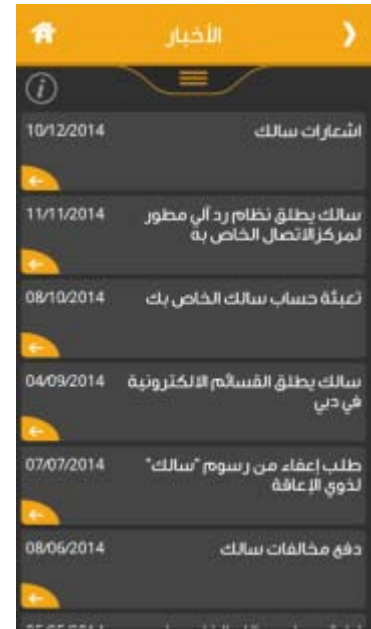 الأخبار
اشعارات سالك
10/12/2014
سالك يطلق نظام رد آلي مطور
لمركز الاتصال الخاص به
11/11/2014
تعبئة حساب سالك الخاص بك
08/10/2014
سالك يطلق القسائم الالكترونية
في دبي
04/09/2014
طلب إعفاء من رسوم "سالك"
لذوي الإعاقة
07/07/2014
دفع مخالفات سالك
08/06/2014